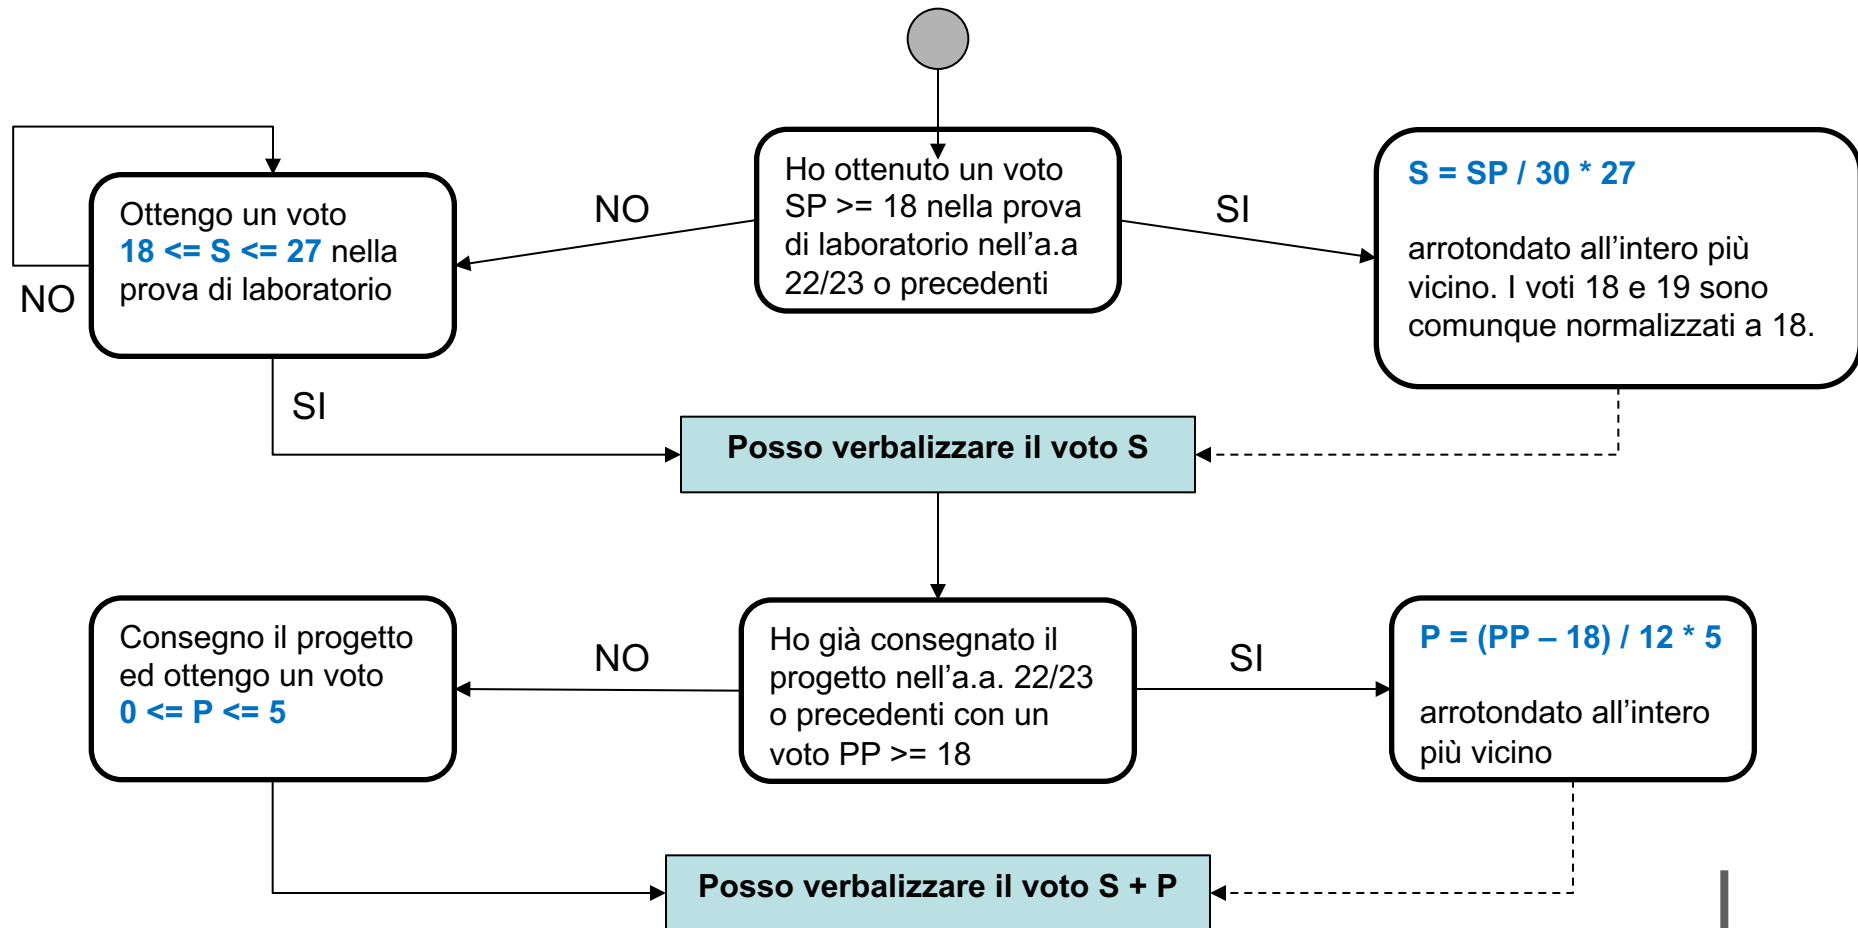 Ho ottenuto un voto
SP >= 18 nella prova
di laboratorio nell’a.a
22/23 o precedenti
NO
SI
Ottengo un voto
18 <= S <= 27 nella
prova di laboratorio
NO
SI
S = SP / 30 * 27
arrotondato all’intero più
vicino. I voti 18 e 19 sono
comunque normalizzati a 18.
Posso verbalizzare il voto S
Ho già consegnato il
progetto nell’a.a. 22/23
o precedenti con un
voto PP >= 18
NO
SI
Consegno il progetto
ed ottengo un voto
0 <= P <= 5
P = (PP – 18) / 12 * 5
arrotondato all’intero
più vicino
Posso verbalizzare il voto S + P